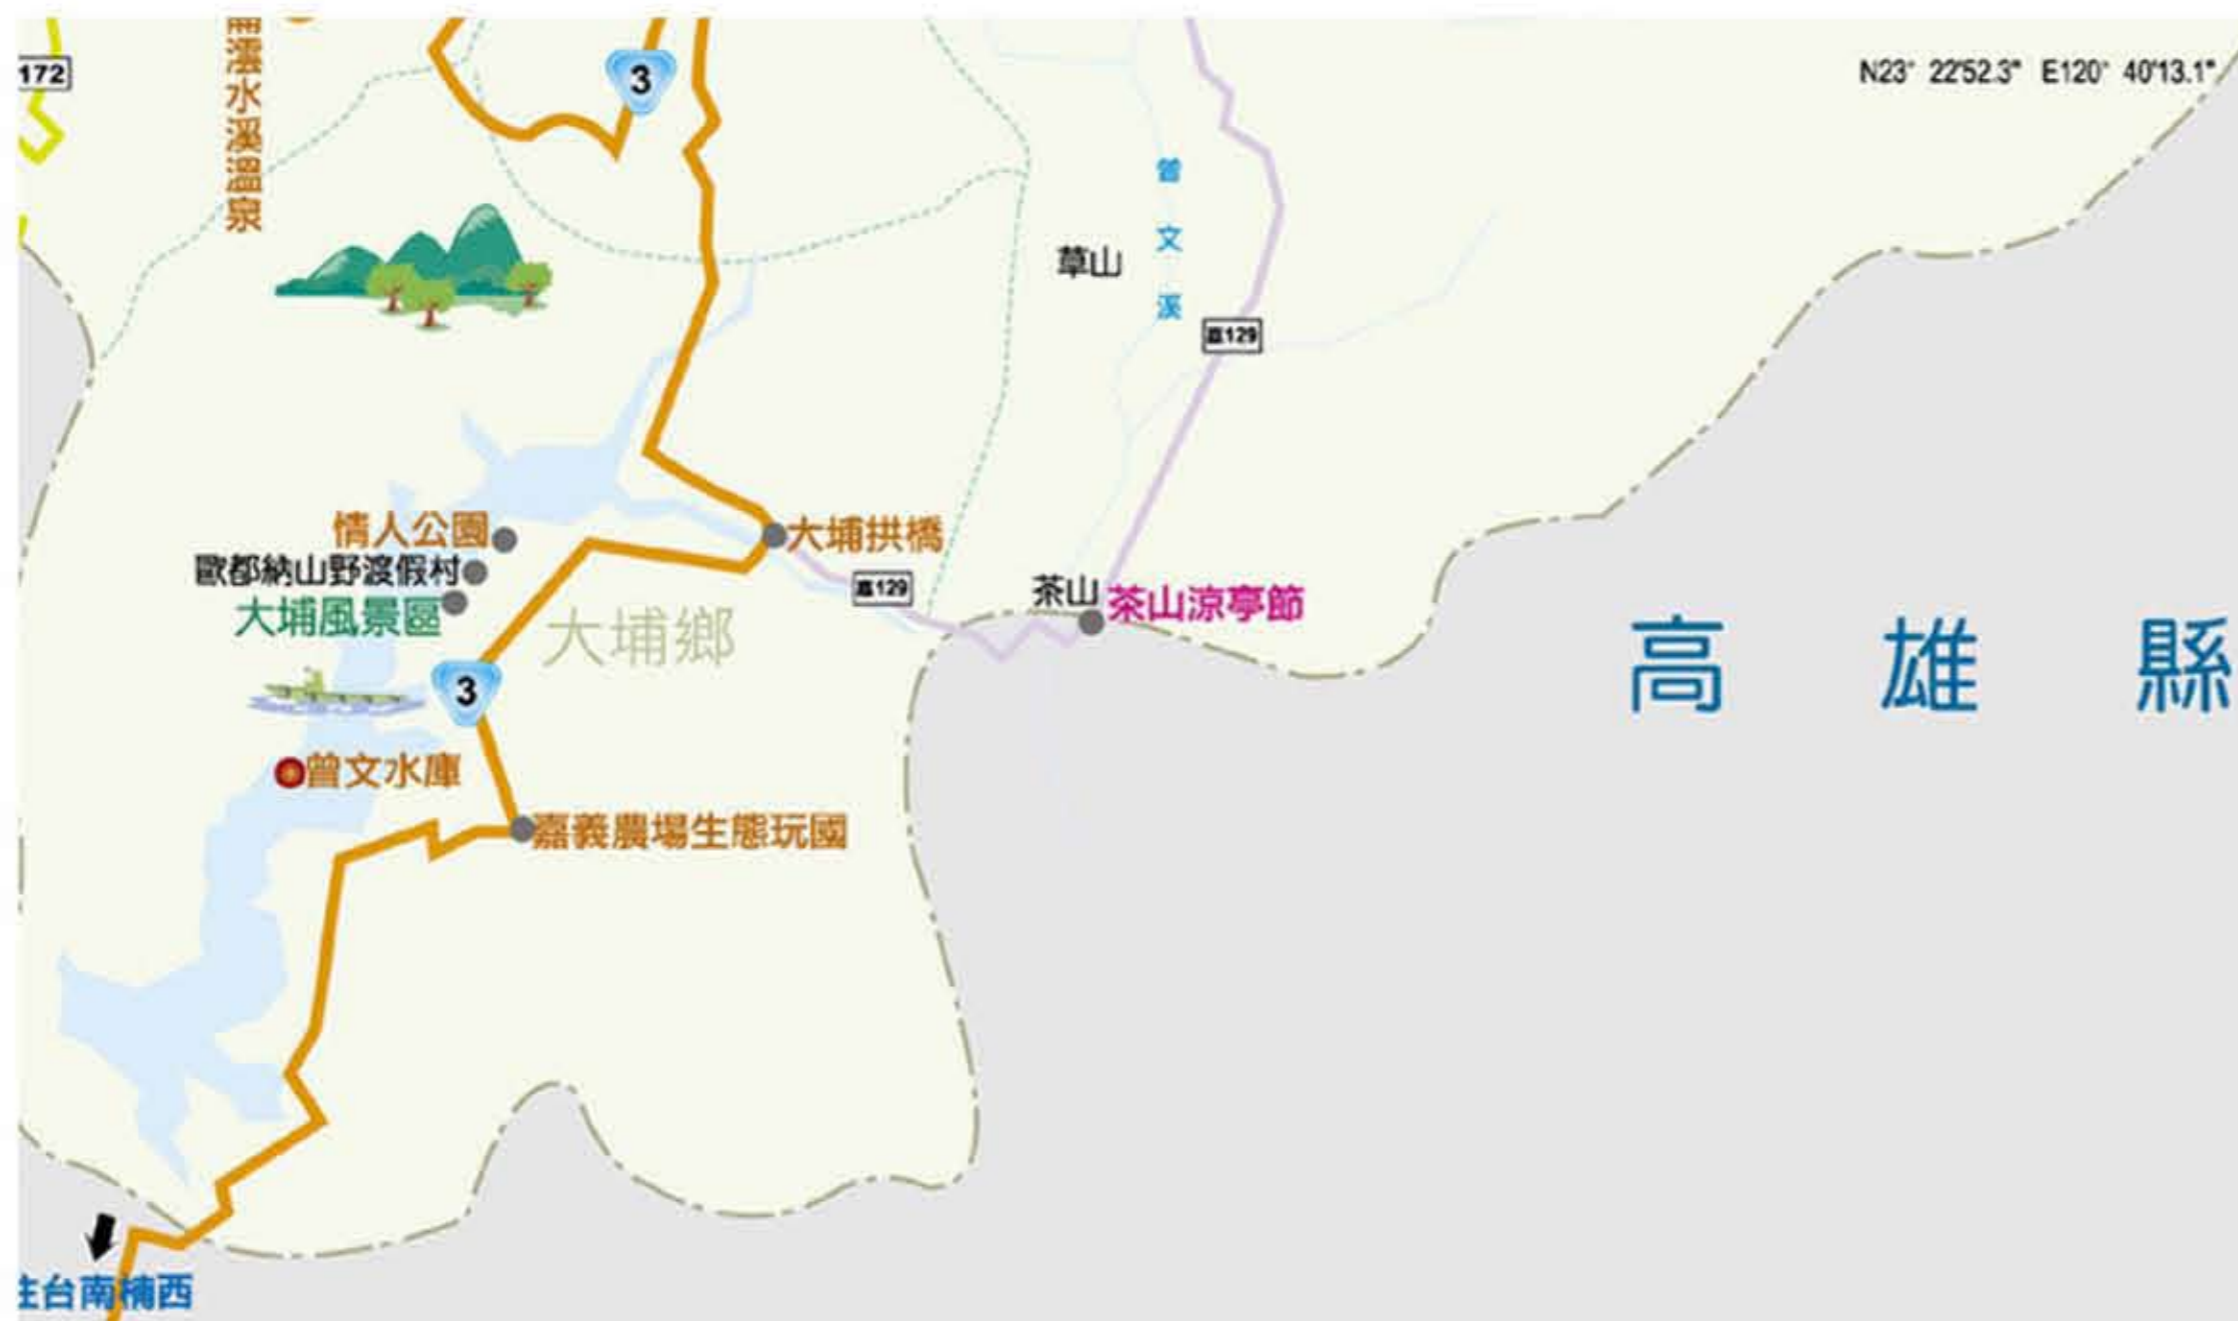 172
水溪溫泉
3
N23° 22'52.3" E120° 40'13.1"
曾文溪
草山
嘉129
情人公園
大埔拱橋
歐都納山野渡假村
嘉129
茶山
茶山涼亭節
大埔風景區
大埔鄉
高雄縣
3
曾文水庫
嘉義農場生態玩國
台南楠西